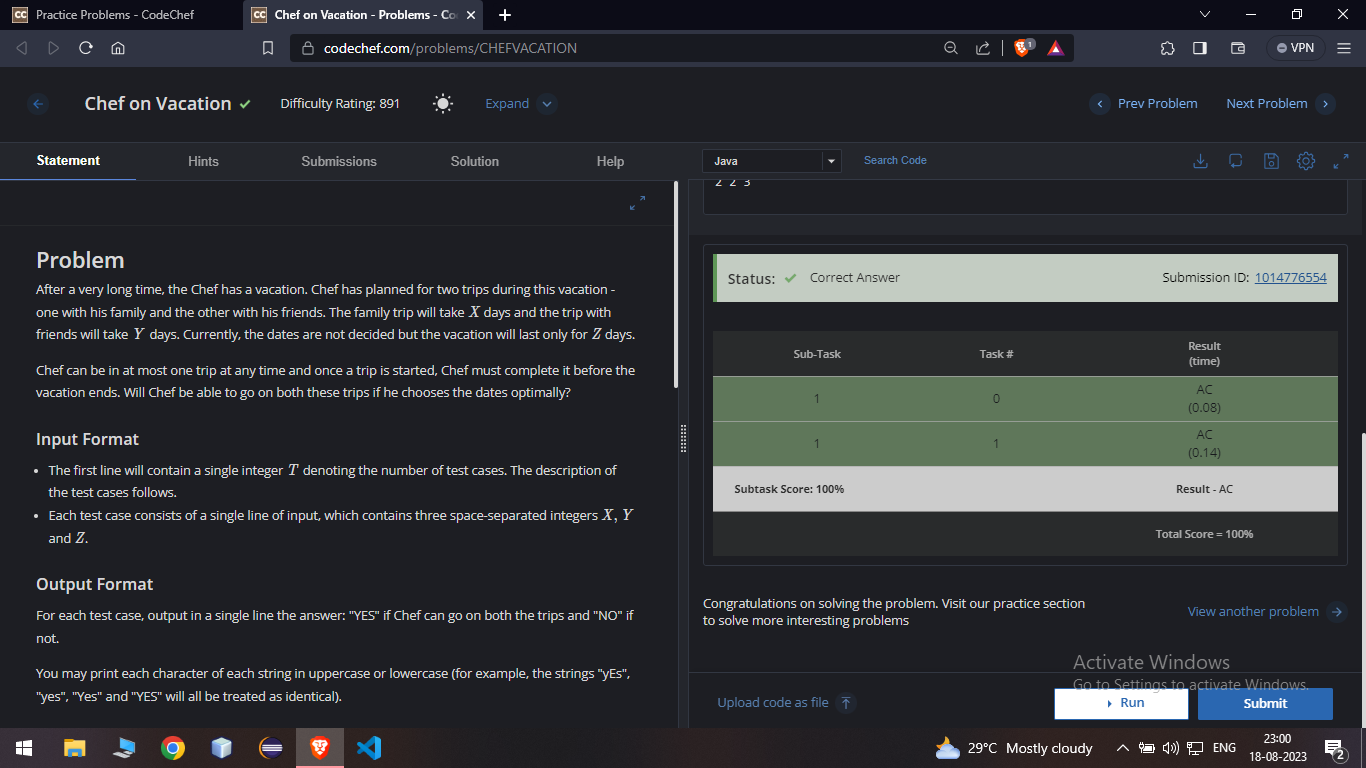 Practice Problems - CodeChef
Chef on Vacation - Problems - Co
codechef.com/problems/CHEFVACATION
1
VPN
Chef on Vacation
Difficulty Rating: 891
Expand
Prev Problem
Next Problem
Statement
Hints
Submissions
Solution
Help
Java
Search Code
2 2 3
Problem
After a very long time, the Chef has a vacation. Chef has planned for two trips during this vacation -
one with his family and the other with his friends. The family trip will take X days and the trip with
friends will take Y days. Currently, the dates are not decided but the vacation will last only for Z days.
Chef can be in at most one trip at any time and once a trip is started, Chef must complete it before the
vacation ends. Will Chef be able to go on both these trips if he chooses the dates optimally?
Input Format
• The first line will contain a single integer T denoting the number of test cases. The description of
the test cases follows.
• Each test case consists of a single line of input, which contains three space-separated integers X, Y
and Z.
Output Format
For each test case, output in a single line the answer: "YES" if Chef can go on both the trips and "NO" if
not.
You may print each character of each string in uppercase or lowercase (for example, the strings "yEs",
"yes", "Yes" and "YES" will all be treated as identical).
Status: Correct Answer
Submission ID: 1014776554
Sub-Task
Task #
Result
(time)
1
0
AC
(0.08)
1
1
AC
(0.14)
Subtask Score: 100%
Result - AC
Total Score = 100%
Congratulations on solving the problem. Visit our practice section
to solve more interesting problems
View another problem
Activate Windows
Go to Settings to activate Windows.
Upload code as file
Run
Submit
29°C Mostly cloudy
ENG
23:00
18-08-2023
2